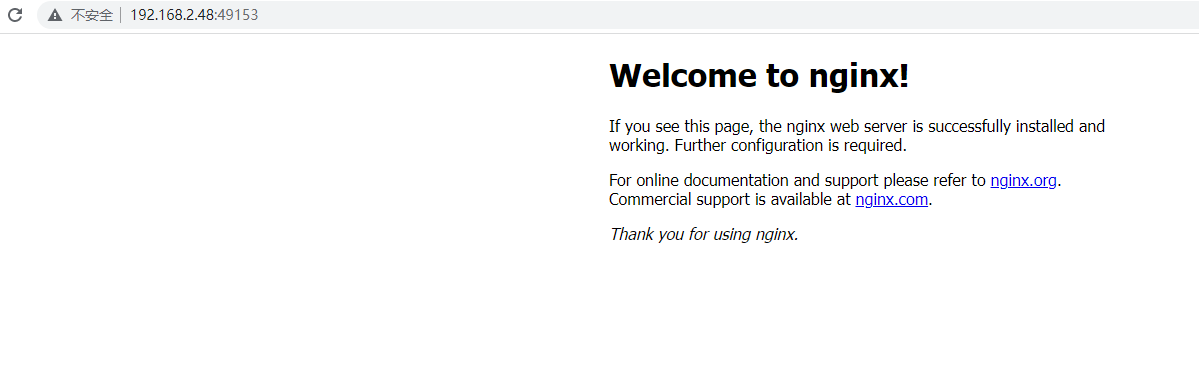 不安全 192.168.2.48:49153
Welcome to nginx!
If you see this page, the nginx web server is successfully installed and
working. Further configuration is required.
For online documentation and support please refer to nginx.org.
Commercial support is available at nginx.com.
Thank you for using nginx.